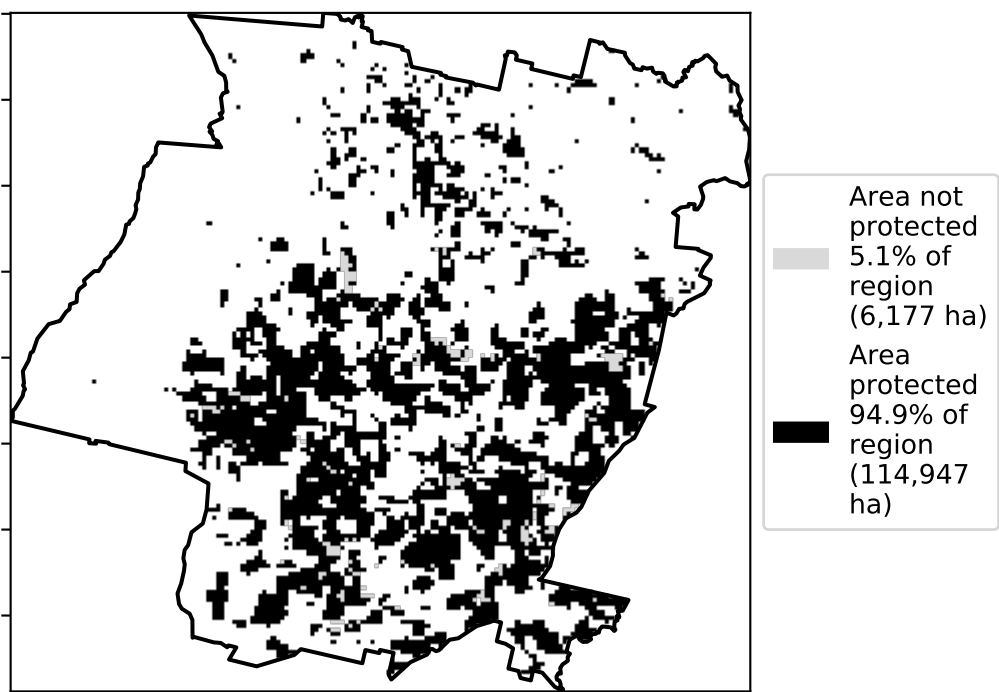 Area not
protected
5.1% of
region
(6,177 ha)
Area
protected
94.9% of
region
(114,947
ha)